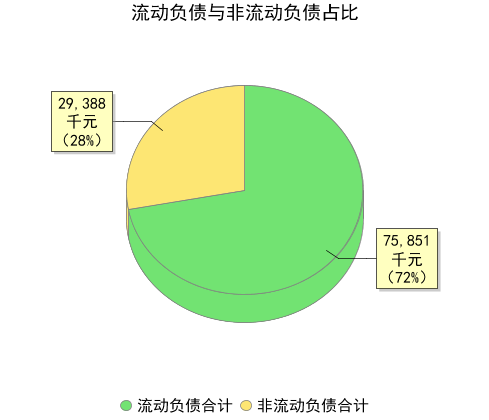 流动负债与非流动负债占比
29,388
千元
(28%)
75,851
千元
(72%)
流动负债合计
非流动负债合计